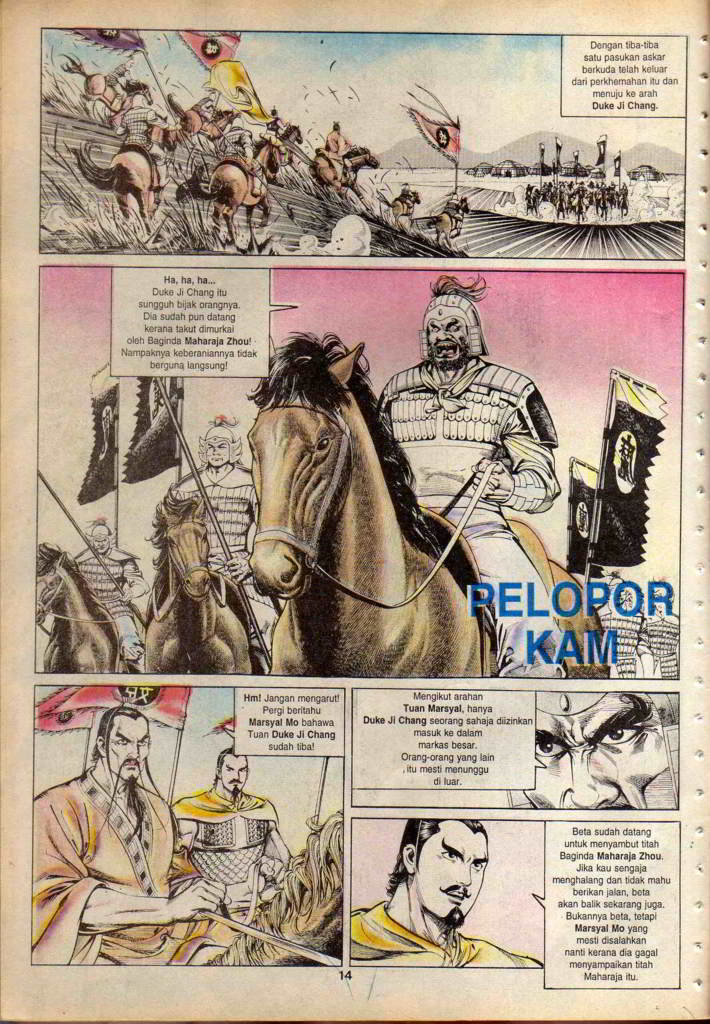 Dengan tiba-tiba
satu pasukan askar
berkuda telah keluar
dari perkhemahan itu dan
menuju ke arah
Duke Ji Chang.
Ha, ha, ha...
Duke Ji Chang itu
sungguh bijak orangnya.
Dia sudah pun datang
kerana takut dimurkai
oleh Baginda Maharaja Zhou!
Nampaknya keberaniannya tidak
berguna langsung!
PELOPOR
KAM
Hm! Jangan mengarut!
Pergi beritahu
Marsyal Mo bahawa
Tuan Duke Ji Chang
sudah tiba!
Mengikut arahan
Tuan Marsyal, hanya
Duke Ji Chang seorang sahaja diizinkan
masuk ke dalam
markas besar.
Orang-orang yang lain
itu mesti menunggu
di luar.
Beta sudah datang
untuk menyambut titah
Baginda Maharaja Zhou.
Jika kau sengaja
menghalang dan tidak mahu
berikan jalan, beta
akan balik sekarang juga.
Bukannya beta, tetapi
Marsyal Mo yang
mesti disalahkan
nanti kerana dia gagal
menyampaikan titah
Maharaja itu.
14